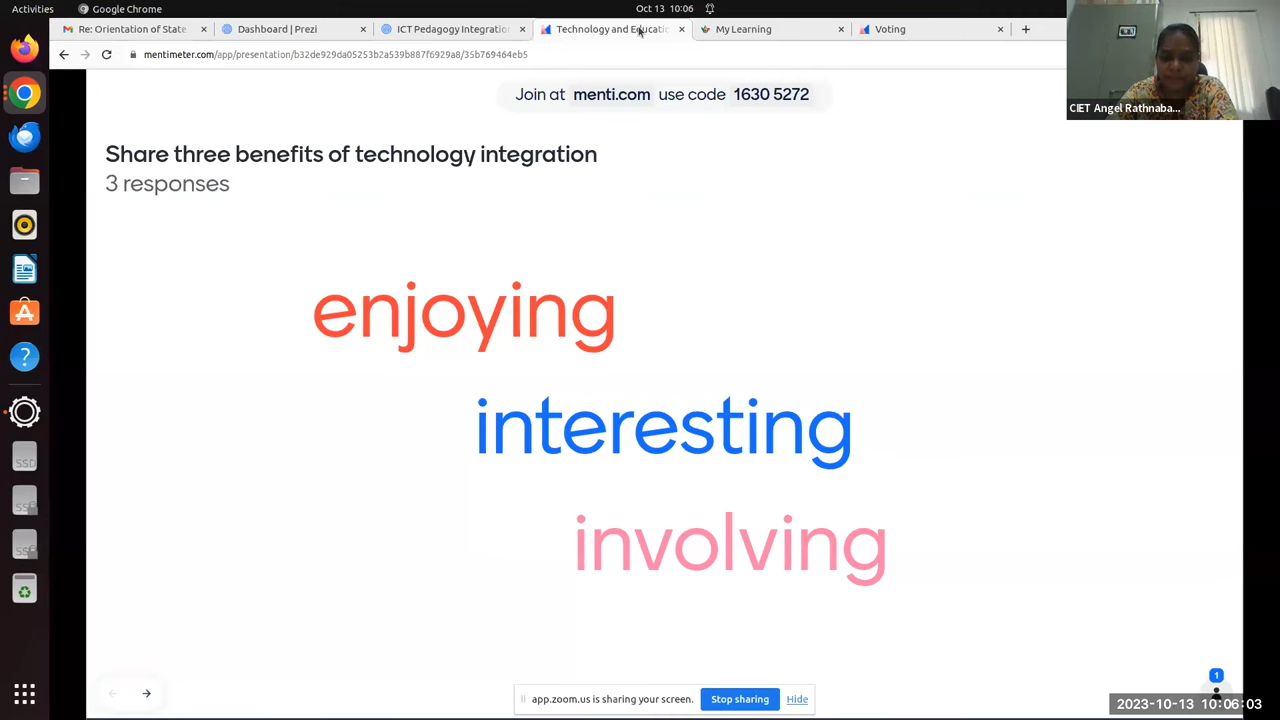 Activities
Google Chrome
Oct 13 10:06
Re: Orientation of State
Dashboard | Prezi
ICT Pedagogy Integration
Technology and Educatio
My Learning
Voting
mentimeter.com/app/presentation/b32de929da05253b2a539b887f6929a8/35b769464eb5
CIET Angel Rathnaba...
Join at menti.com use code 1630 5272
Share three benefits of technology integration
3 responses
enjoying
interesting
involving
SSD
app.zoom.us is sharing your screen.
Stop sharing
Hide
1
2023-10-13 10:06:03